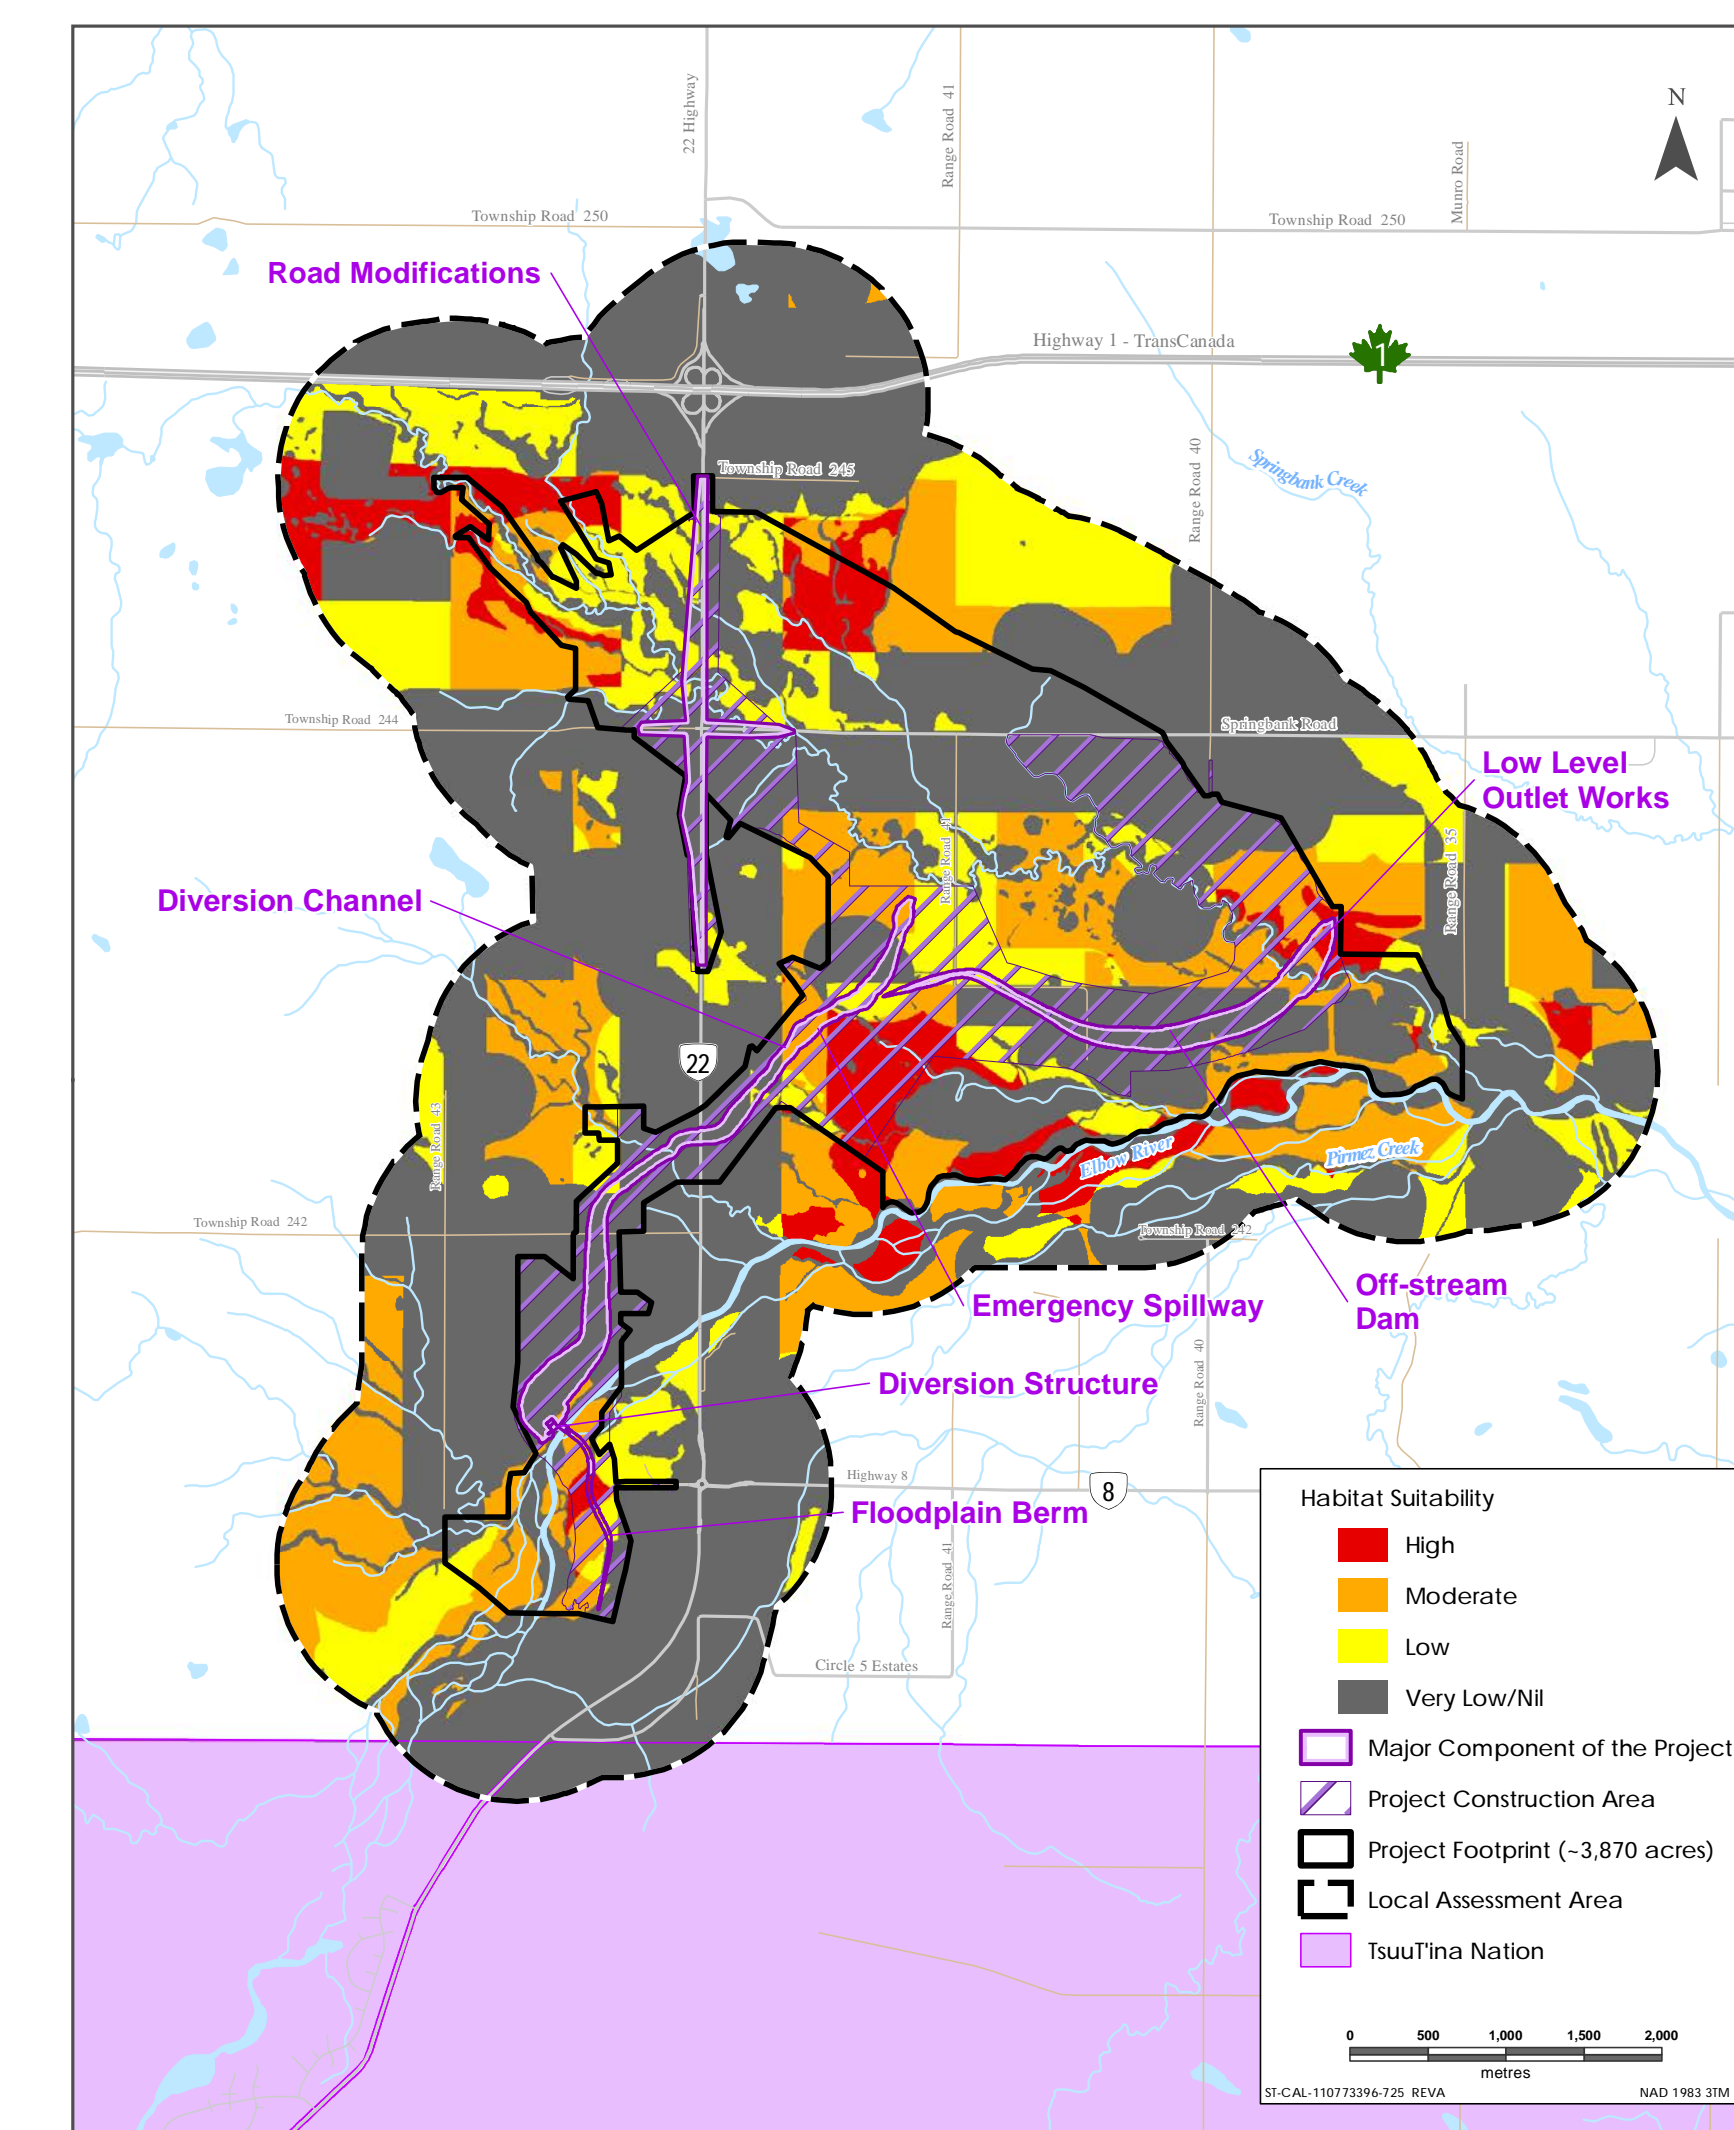 N
22 Highway
Range Road 41
Munro Road
Township Road 250
Township Road 250
Road Modifications
Highway 1 - TransCanada
1
Range Road 40
Springbank Creek
Township Road 245
Township Road 244
Springbank Road
Low Level
Outlet Works
Range Road 41
Range Road 35
Diversion Channel
22
Range Road 43
Elbow River
Pirmez Creek
Township Road 242
Township Road 242
Off-stream
Dam
Emergency Spillway
Range Road 40
Diversion Structure
Highway 8
8
Floodplain Berm
Range Road 41
Circle 5 Estates
Habitat Suitability
High
Moderate
Low
Very Low/Nil
Major Component of the Project
Project Construction Area
Project Footprint (~3,870 acres)
Local Assessment Area
TsuuT'ina Nation
0 500 1,000 1,500 2,000
metres
ST-CAL-110773396-725 REVA NAD 1983 3TM